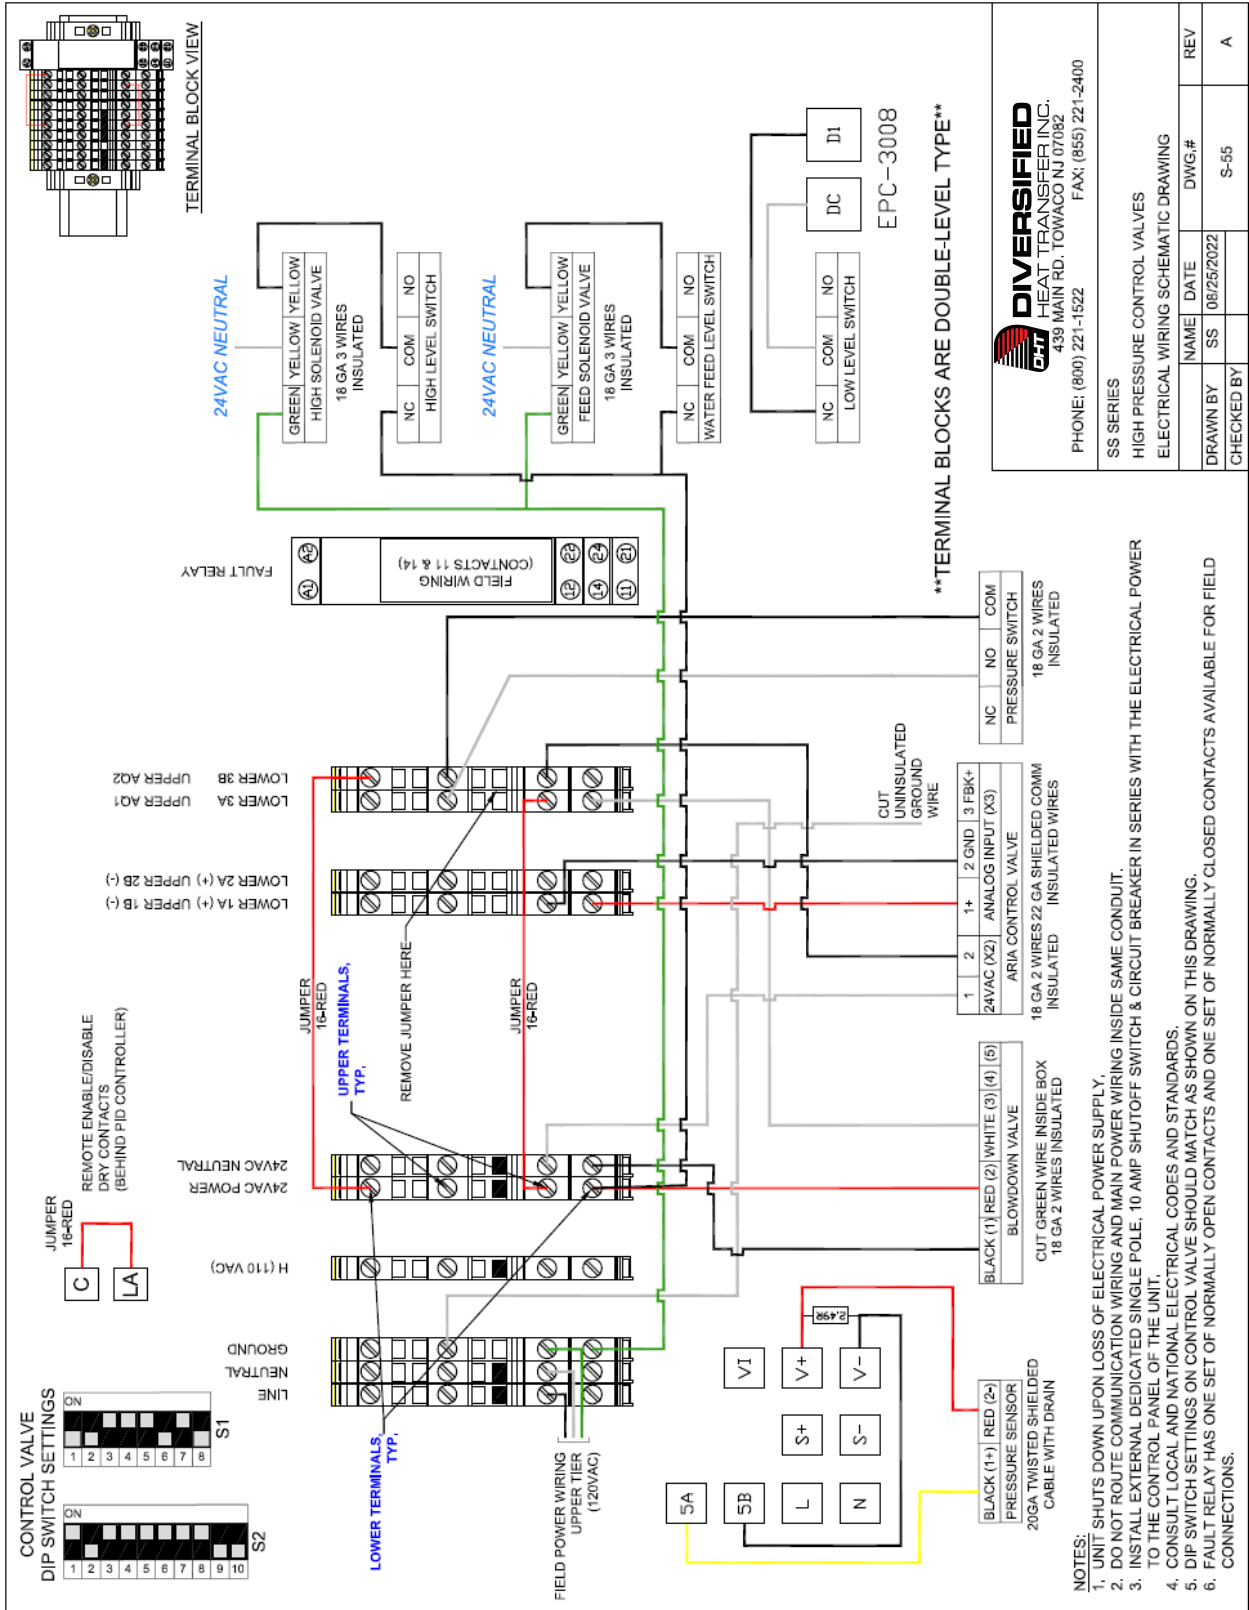 CONTROL VALVE
DIP SWITCH SETTINGS
ON
1 2 3 4 5 6 7 8 9 10
S2
ON
1 2 3 4 5 6 7 8
S1
JUMPER
16-RED
C
LA
REMOTE ENABLE/DISABLE
DRY CONTACTS
(BEHIND PID CONTROLLER)
TERMINAL BLOCK VIEW
LOWER TERMINALS,
TYP,
UPPER TERMINALS,
TYP,
LINE
NEUTRAL
GROUND
H (110 VAC)
24VAC POWER
24VAC NEUTRAL
LOWER 1A (+) UPPER 1B (-)
LOWER 2A (+) UPPER 2B (-)
LOWER 3A UPPER AQ1
LOWER 3B UPPER AQ2
JUMPER
16-RED
REMOVE JUMPER HERE
JUMPER
16-RED
FIELD POWER WIRING
UPPER TIER
(120VAC)
FAULT RELAY
A1 A2
FIELD WIRING
(CONTACTS 11 & 14)
12 22
14 24
11 21
24VAC NEUTRAL
GREEN YELLOW YELLOW
HIGH SOLENOID VALVE
18 GA 3 WIRES
INSULATED
NC COM NO
HIGH LEVEL SWITCH
24VAC NEUTRAL
GREEN YELLOW YELLOW
FEED SOLENOID VALVE
18 GA 3 WIRES
INSULATED
NC COM NO
WATER FEED LEVEL SWITCH
NC COM NO
LOW LEVEL SWITCH
DC
D1
EPC-3008
**TERMINAL BLOCKS ARE DOUBLE-LEVEL TYPE**
5A
5B
L
N
S+
S-
VI
V+
V-
2.49R
BLACK (1+) RED (2-)
PRESSURE SENSOR
20GA TWISTED SHIELDED
CABLE WITH DRAIN
BLACK (1) RED (2) WHITE (3) (4) (5)
BLOWDOWN VALVE
CUT GREEN WIRE INSIDE BOX
18 GA 2 WIRES INSULATED
1 2 1+ 2 GND 3 FBK+
24VAC (X2) ANALOG INPUT (X3)
ARIA CONTROL VALVE
18 GA 2 WIRES 22 GA SHIELDED COMM
INSULATED INSULATED WIRES
CUT
UNINSULATED
GROUND
WIRE
NC NO COM
PRESSURE SWITCH
18 GA 2 WIRES
INSULATED
NOTES:
1, UNIT SHUTS DOWN UPON LOSS OF ELECTRICAL POWER SUPPLY,
2. DO NOT ROUTE COMMUNICATION WIRING AND MAIN POWER WIRING INSIDE SAME CONDUIT,
3. INSTALL EXTERNAL DEDICATED SINGLE POLE, 10 AMP SHUTOFF SWITCH & CIRCUIT BREAKER IN SERIES WITH THE ELECTRICAL POWER
TO THE CONTROL PANEL OF THE UNIT,
4. CONSULT LOCAL AND NATIONAL ELECTRICAL CODES AND STANDARDS,
5. DIP SWITCH SETTINGS ON CONTROL VALVE SHOULD MATCH AS SHOWN ON THIS DRAWING.
6. FAULT RELAY HAS ONE SET OF NORMALLY OPEN CONTACTS AND ONE SET OF NORMALLY CLOSED CONTACTS AVAILABLE FOR FIELD
CONNECTIONS.
DHT
DIVERSIFIED
HEAT TRANSFER INC.
439 MAIN RD. TOWACO NJ 07082
PHONE; (800) 221-1522 FAX; (855) 221-2400
SS SERIES
HIGH PRESSURE CONTROL VALVES
ELECTRICAL WIRING SCHEMATIC DRAWING
NAME DATE DWG,# REV
DRAWN BY SS 08/25/2022 S-55 A
CHECKED BY